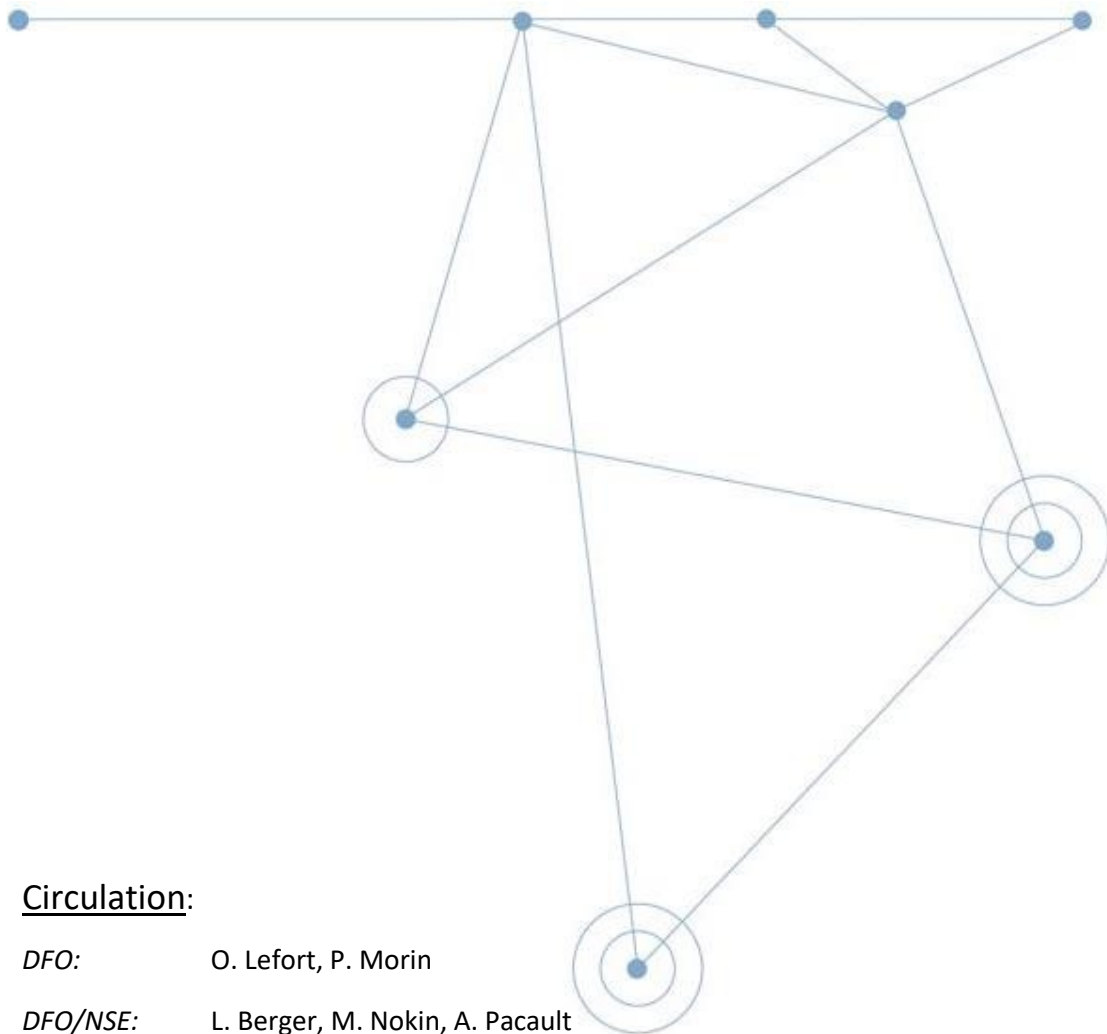 Circulation:
DFO: O. Lefort, P. Morin
DFO/NSE: L. Berger, M. Nokin, A. Pacault